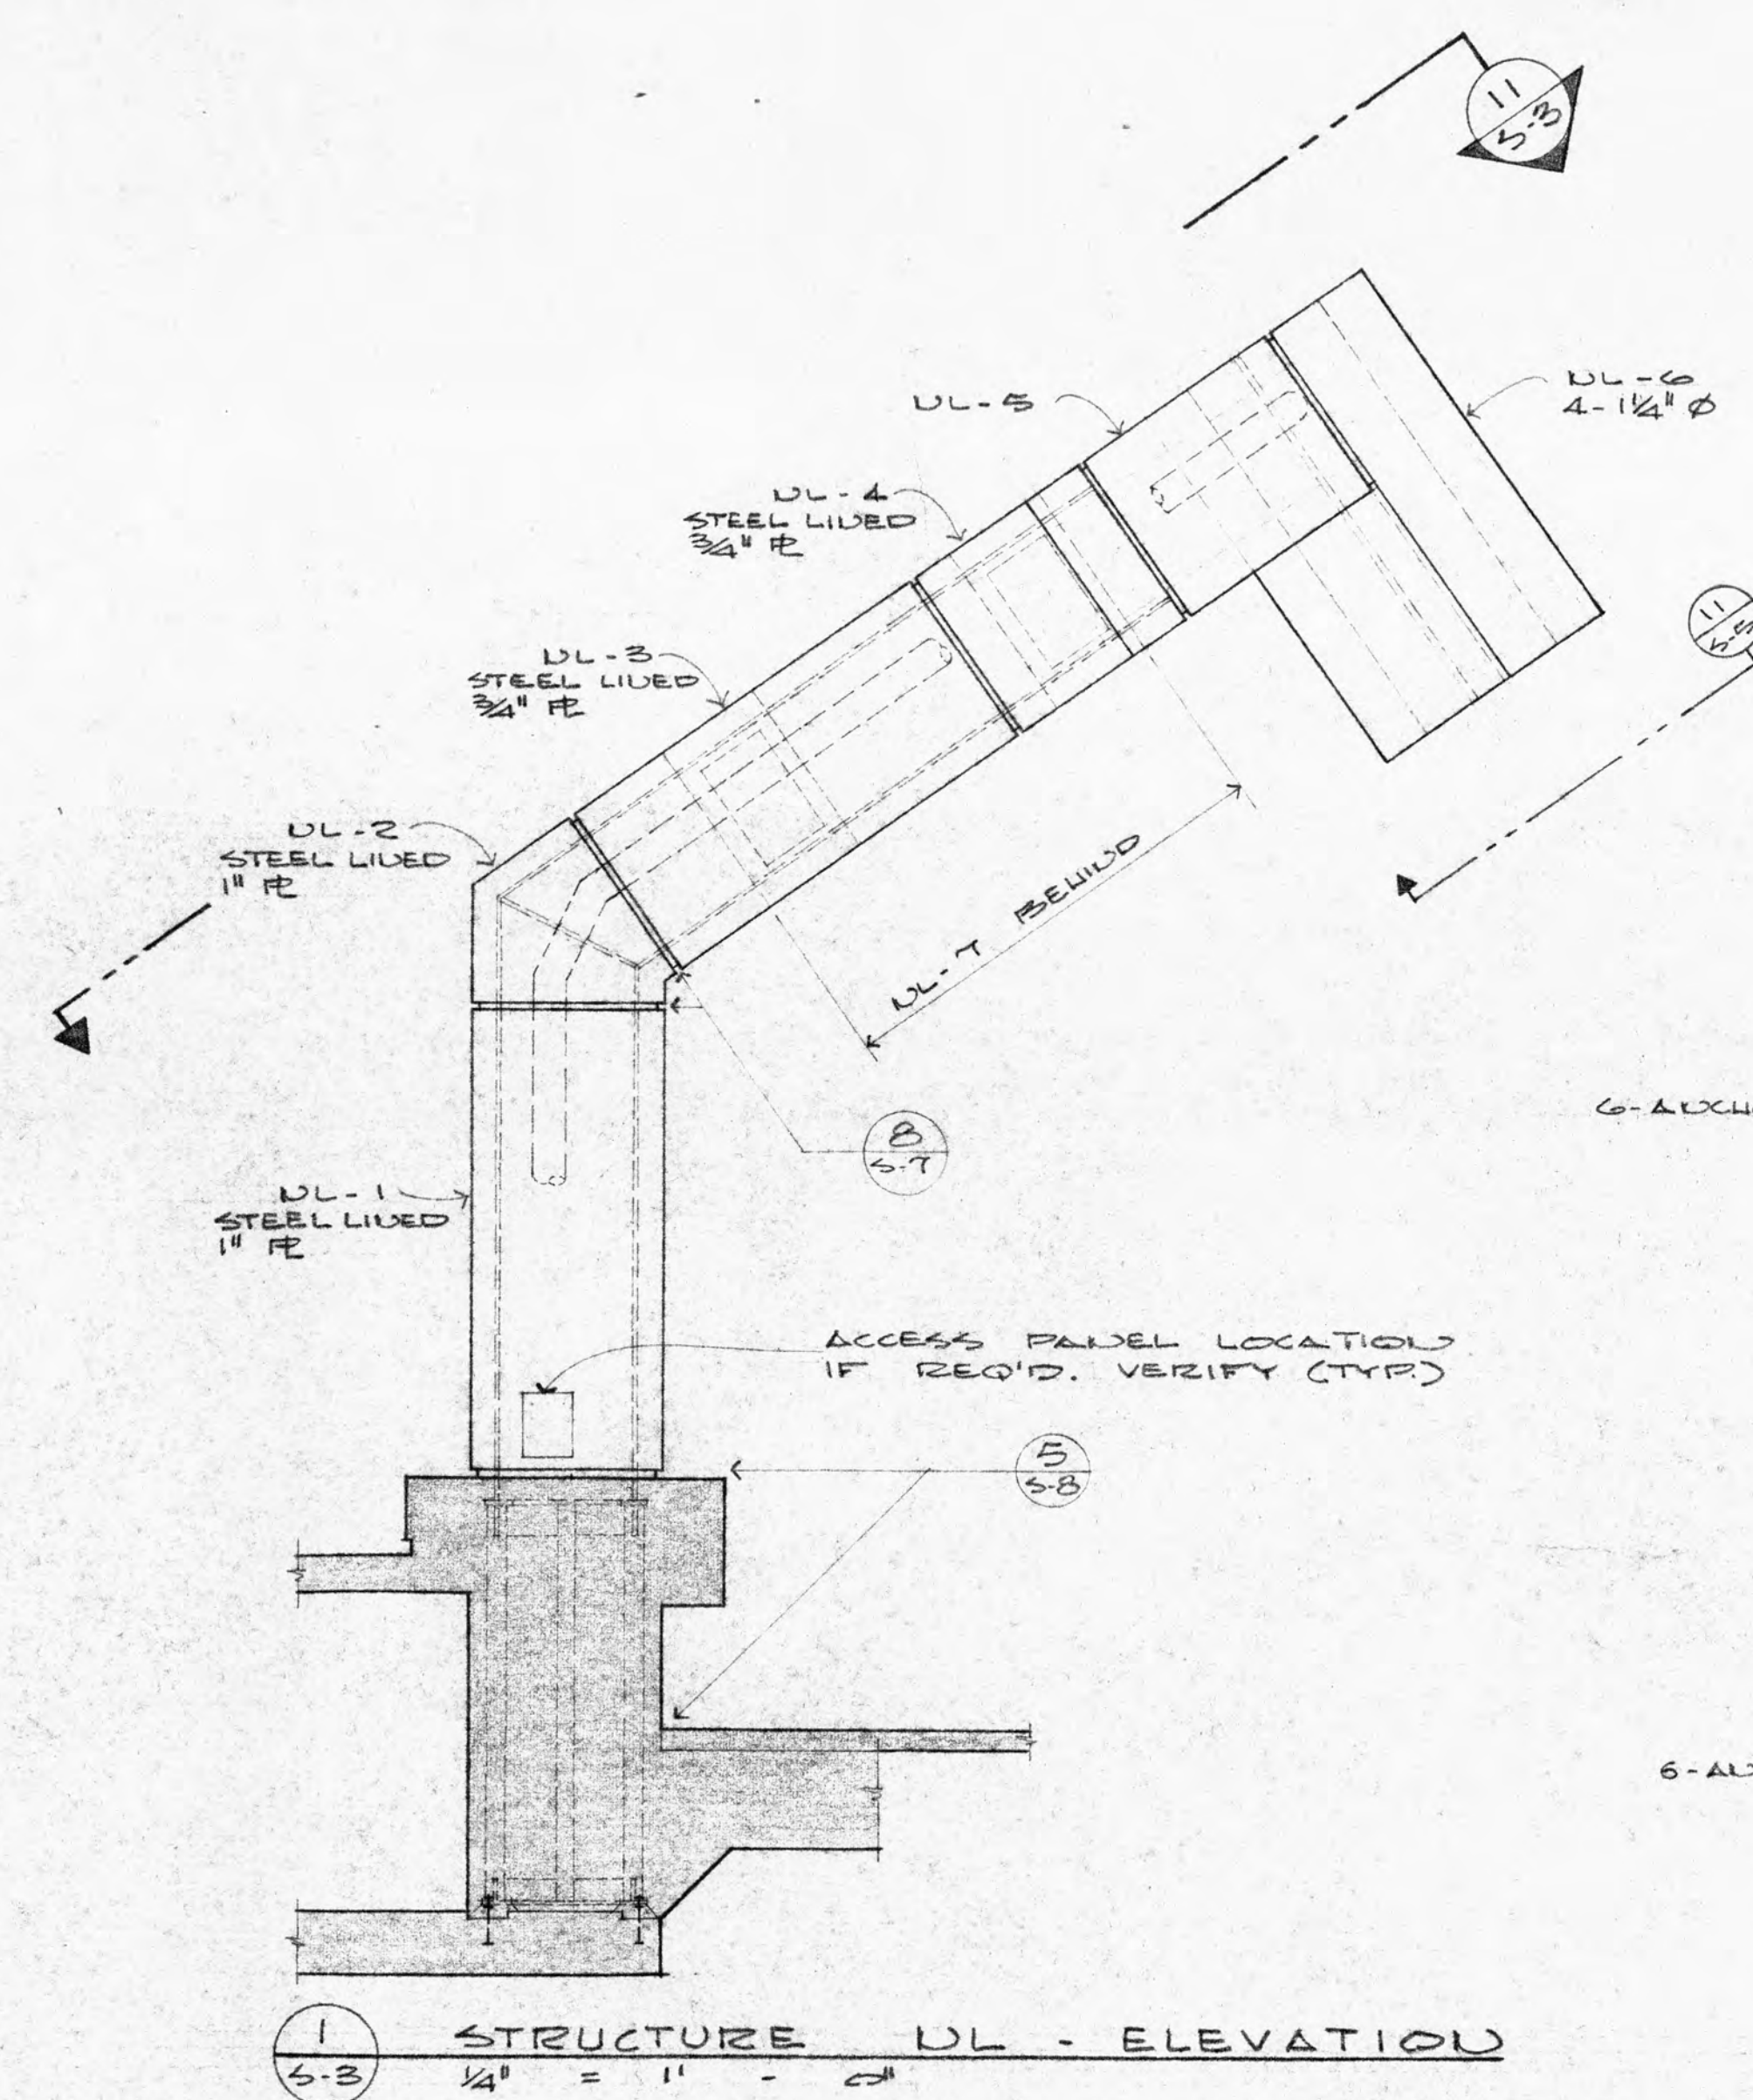 11
S-3
NL-6
4-1¼" Ø
NL-5
NL-4
STEEL LINED
3/4" PL
11
S-5
NL-3
STEEL LINED
3/4" PL
NL-2
STEEL LINED
1" PL
NL-7 BEHIND
6-ANCH
8
S-7
NL-1
STEEL LINED
1" PL
ACCESS PANEL LOCATION
IF REQ'D. VERIFY (TYP.)
5
S-8
6-AN
1
S-3
STRUCTURE NL - ELEVATION
1/4" = 1' - 0"